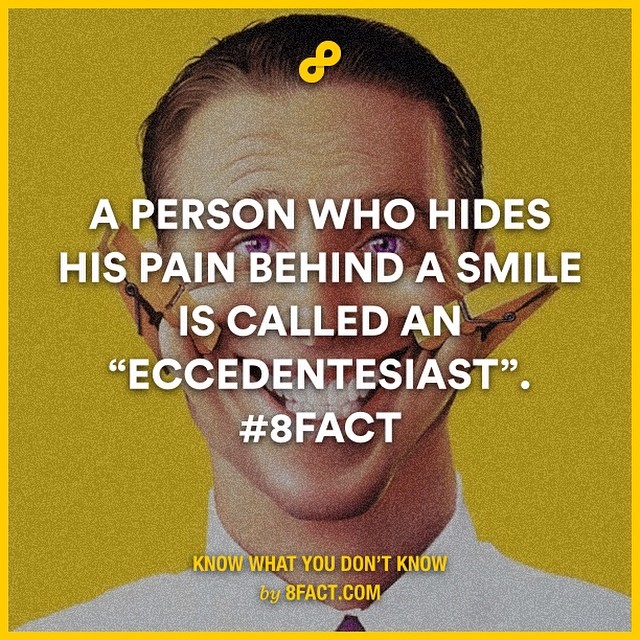 A PERSON WHO HIDES
HIS PAIN BEHIND A SMILE
IS CALLED AN
“ECCEDENTESIAST”.
#8FACT
KNOW WHAT YOU DON’T KNOW
by 8FACT.COM